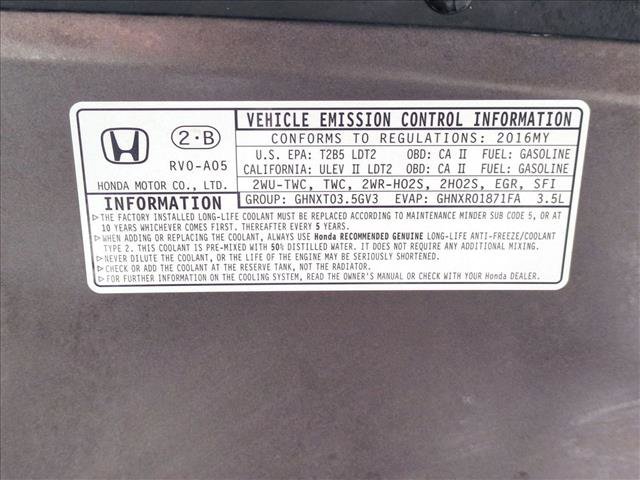 VEHICLE EMISSION CONTROL INFORMATION
2·B
CONFORMS TO REGULATIONS: 2016MY
RV0-A05
U.S. EPA: T2B5 LDT2 OBD: CA II FUEL: GASOLINE
CALIFORNIA: ULEV II LDT2 OBD: CA II FUEL: GASOLINE
HONDA MOTOR CO., LTD.
2WU-TWC, TWC, 2WR-HO2S, 2HO2S, EGR, SFI
INFORMATION
GROUP: GHNXT03.5GV3 EVAP: GHNXR01871FA 3.5L
▷THE FACTORY INSTALLED LONG-LIFE COOLANT MUST BE REPLACED ACCORDING TO MAINTENANCE MINDER SUB CODE 5, OR AT
10 YEARS WHICHEVER COMES FIRST. THEREAFTER EVERY 5 YEARS.
▷WHEN ADDING OR REPLACING THE COOLANT, ALWAYS USE Honda RECOMMENDED GENUINE LONG-LIFE ANTI-FREEZE/COOLANT
TYPE 2. THIS COOLANT IS PRE-MIXED WITH 50% DISTILLED WATER. IT DOES NOT REQUIRE ANY ADDITIONAL MIXING.
▷NEVER DILUTE THE COOLANT, OR THE LIFE OF THE ENGINE MAY BE SERIOUSLY SHORTENED.
▷CHECK OR ADD THE COOLANT AT THE RESERVE TANK, NOT THE RADIATOR.
▷FOR FURTHER INFORMATION ON THE COOLING SYSTEM, READ THE OWNER'S MANUAL OR CHECK WITH YOUR Honda DEALER.